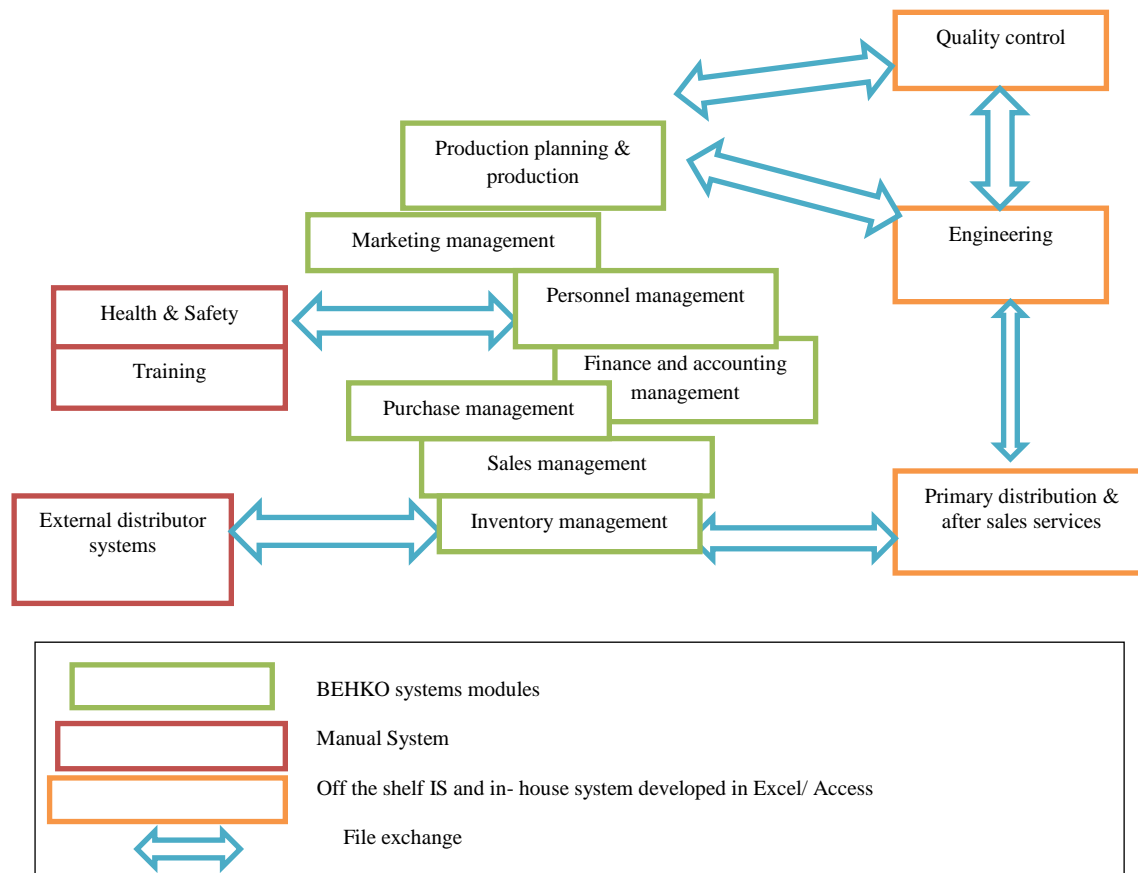 Quality control
Production planning &
production
Marketing management
Engineering
Personnel management
Health & Safety
Training
Finance and accounting
management
Purchase management
Sales management
External distributor
systems
Inventory management
Primary distribution &
after sales services
BEHKO systems modules
Manual System
Off the shelf IS and in- house system developed in Excel/ Access
File exchange